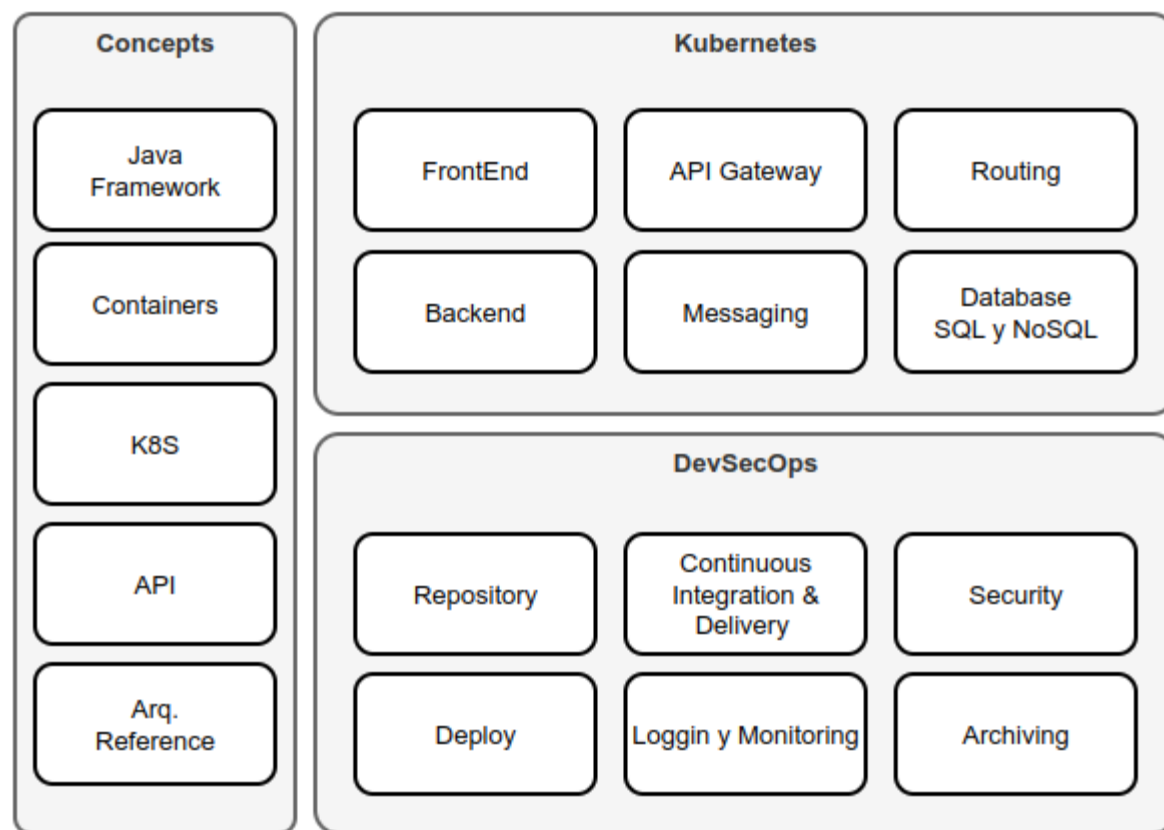 Concepts
Java
Framework
Containers
K8S
API
Arq.
Reference
Kubernetes
FrontEnd
API Gateway
Routing
Backend
Messaging
Database
SQL y NoSQL
DevSecOps
Repository
Continuous
Integration &
Delivery
Security
Deploy
Loggin y Monitoring
Archiving